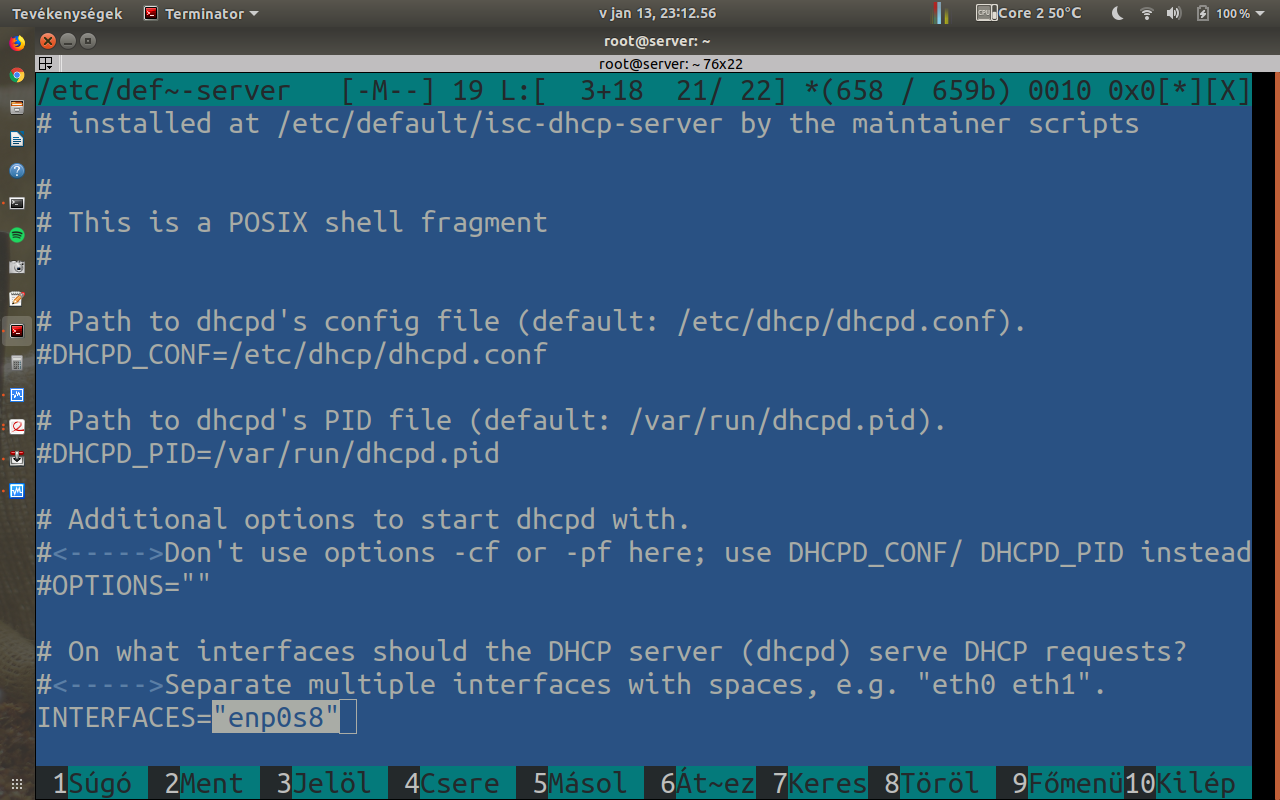 Tevékenységek Terminator v jan 13, 23:12.56 CPU Core 2 50°C 100 %
root@server: ~
root@server: ~ 76x22
/etc/def~-server [-M--] 19 L:[ 3+18 21/ 22] *(658 / 659b) 0010 0x0[*][X]
# installed at /etc/default/isc-dhcp-server by the maintainer scripts
#
# This is a POSIX shell fragment
#
# Path to dhcpd's config file (default: /etc/dhcp/dhcpd.conf).
#DHCPD_CONF=/etc/dhcp/dhcpd.conf
# Path to dhcpd's PID file (default: /var/run/dhcpd.pid).
#DHCPD_PID=/var/run/dhcpd.pid
# Additional options to start dhcpd with.
#<----->Don't use options -cf or -pf here; use DHCPD_CONF/ DHCPD_PID instead
#OPTIONS=""
# On what interfaces should the DHCP server (dhcpd) serve DHCP requests?
#<----->Separate multiple interfaces with spaces, e.g. "eth0 eth1".
INTERFACES="enp0s8"
1Súgó 2Ment 3Jelöl 4Csere 5Másol 6Át~ez 7Keres 8Töröl 9Főmenü 10Kilép